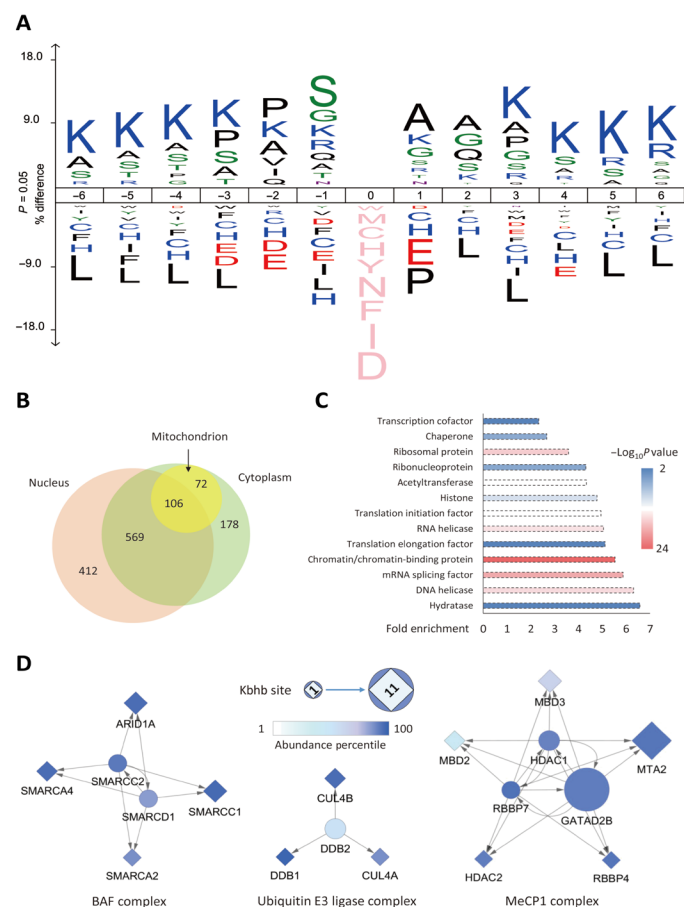 A
18.0
9.0
P = 0.05
% difference
−6 −5 −4 −3 −2 −1 0 1 2 3 4 5 6
−9.0
−18.0
K A S R
K A S T R
K A S T P G
K P S A T
P K A V I Q
S G K R Q A T N
A K G S R T N
A G Q S K
K A P G S R
K S A
K R S A
K R S A G
C F H L
C H I F L
F C H L
F C H E D L
R C H D E
V D F C E I L H
V M C H Y N F I D
D C H E P
F C H L
W M D E F C H I L
D C L H E
F Y I H C L
I H F C L
B
Mitochondrion
Nucleus
Cytoplasm
72
106
178
569
412
C
Transcription cofactor
Chaperone
Ribosomal protein
Ribonucleoprotein
Acetyltransferase
Histone
Translation initiation factor
RNA helicase
Translation elongation factor
Chromatin/chromatin-binding protein
mRNA splicing factor
DNA helicase
Hydratase
Fold enrichment 0 1 2 3 4 5 6 7
−Log10P value
2
24
D
Kbhb site 1 11
1 100
Abundance percentile
ARID1A
SMARCA4
SMARCC2
SMARCD1
SMARCC1
SMARCA2
BAF complex
CUL4B
DDB2
DDB1
CUL4A
Ubiquitin E3 ligase complex
MBD3
MBD2
HDAC1
MTA2
RBBP7
GATAD2B
HDAC2
RBBP4
MeCP1 complex